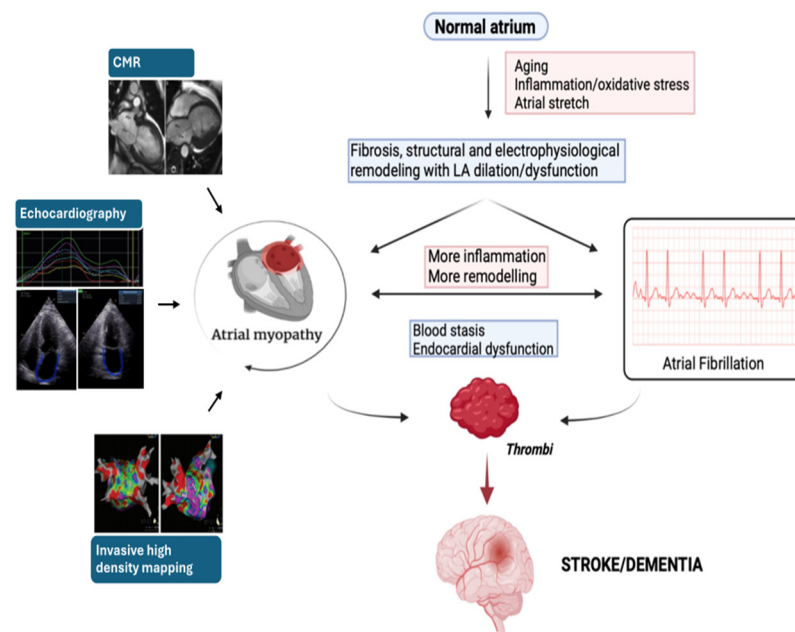 Normal atrium
CMR
Aging
Inflammation/oxidative stress
Atrial stretch
Fibrosis, structural and electrophysiological
remodeling with LA dilation/dysfunction
Echocardiography
More inflammation
More remodelling
Atrial myopathy
Blood stasis
Endocardial dysfunction
Atrial Fibrillation
Thrombi
Invasive high
density mapping
STROKE/DEMENTIA